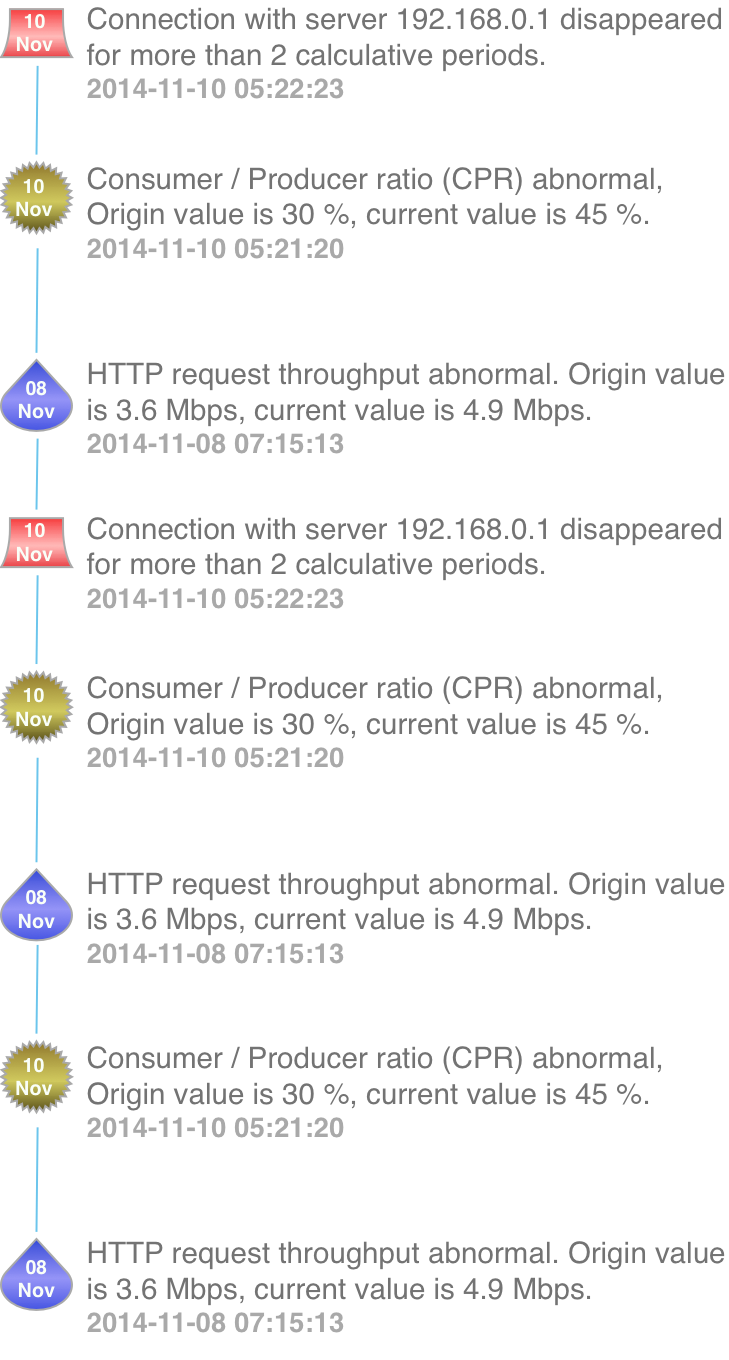 10
Nov
Connection with server 192.168.0.1 disappeared
for more than 2 calculative periods.
2014-11-10 05:22:23
10
Nov
Consumer / Producer ratio (CPR) abnormal,
Origin value is 30 %, current value is 45 %.
2014-11-10 05:21:20
08
Nov
HTTP request throughput abnormal. Origin value
is 3.6 Mbps, current value is 4.9 Mbps.
2014-11-08 07:15:13
10
Nov
Connection with server 192.168.0.1 disappeared
for more than 2 calculative periods.
2014-11-10 05:22:23
10
Nov
Consumer / Producer ratio (CPR) abnormal,
Origin value is 30 %, current value is 45 %.
2014-11-10 05:21:20
08
Nov
HTTP request throughput abnormal. Origin value
is 3.6 Mbps, current value is 4.9 Mbps.
2014-11-08 07:15:13
10
Nov
Consumer / Producer ratio (CPR) abnormal,
Origin value is 30 %, current value is 45 %.
2014-11-10 05:21:20
08
Nov
HTTP request throughput abnormal. Origin value
is 3.6 Mbps, current value is 4.9 Mbps.
2014-11-08 07:15:13